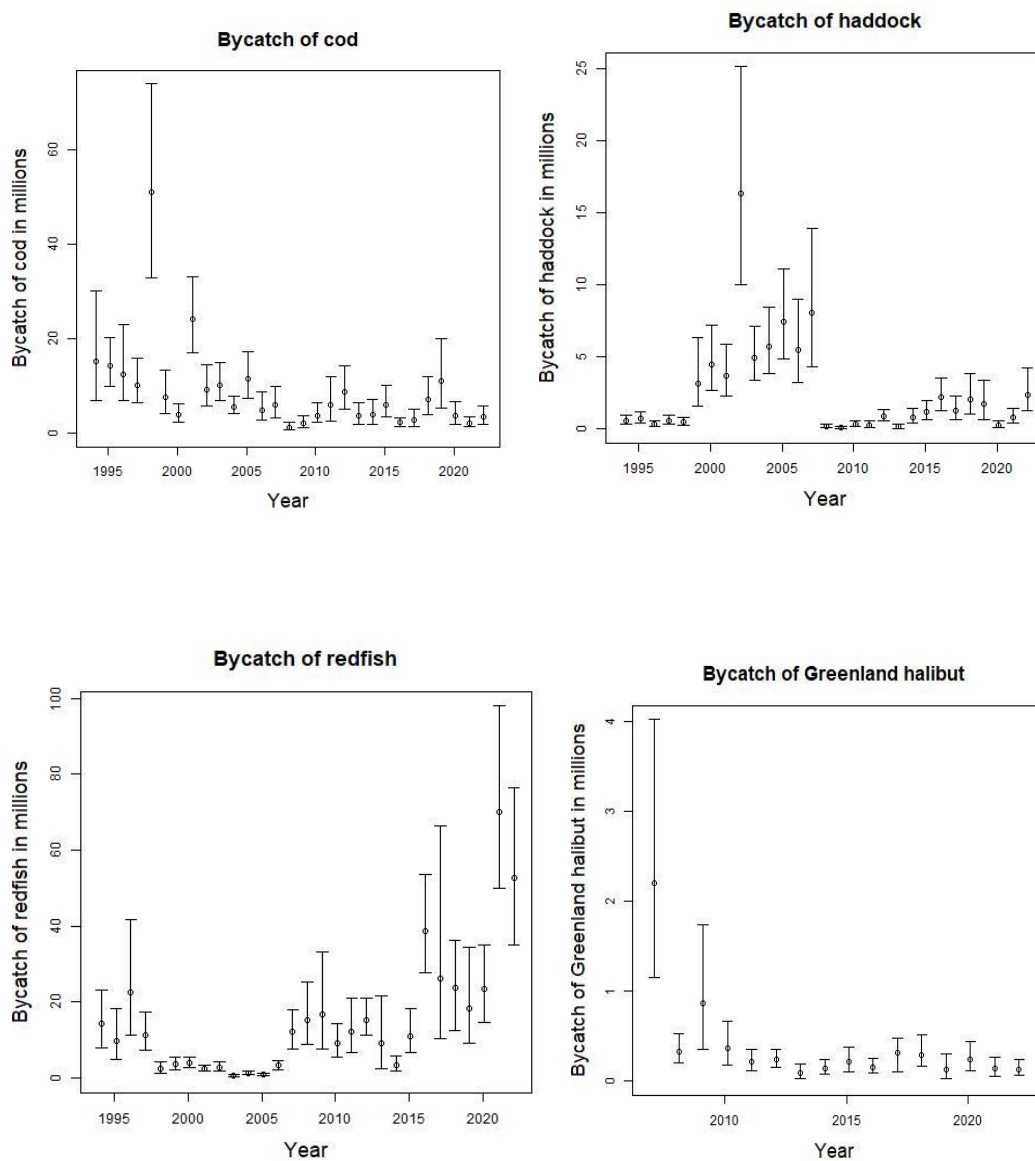 Bycatch of cod
Bycatch of cod in millions
60
40
20
0
1995 2000 2005 2010 2015 2020
Year
Bycatch of haddock
Bycatch of haddock in millions
25
20
15
10
5
0
1995 2000 2005 2010 2015 2020
Year
Bycatch of redfish
Bycatch of redfish in millions
100
80
60
40
20
0
1995 2000 2005 2010 2015 2020
Year
Bycatch of Greenland halibut
Bycatch of Greenland halibut in millions
4
3
2
1
0
2010 2015 2020
Year